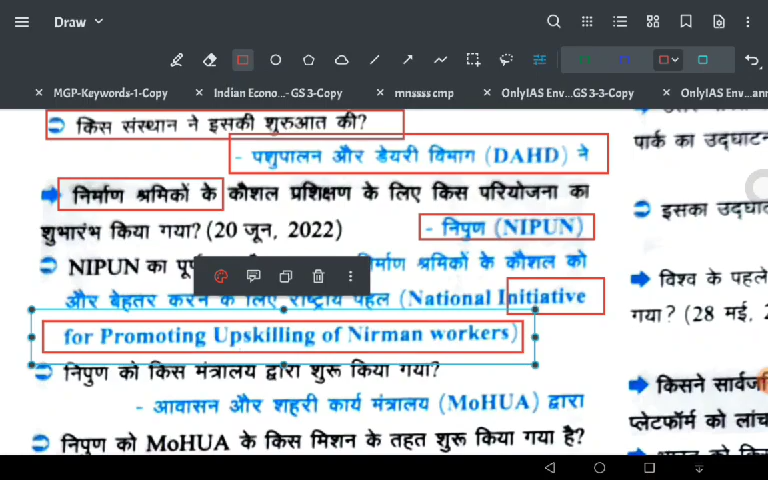 Draw
MGP-Keywords-1-Copy
Indian Econo...- GS 3-Copy
mnssss cmp
OnlyIAS Env...GS 3-3-Copy
OnlyIAS Env...ann
किस संस्थान ने इसकी शुरुआत की?
- पशुपालन और डेयरी विभाग (DAHD) ने
निर्माण श्रमिकों के कौशल प्रशिक्षण के लिए किस परियोजना का
शुभारंभ किया गया? (20 जून, 2022)
- निपुण (NIPUN)
NIPUN का
निर्माण श्रमिकों के कौशल को
और बेहतर करने के लिए राष्ट्रीय पहल (National Initiative
for Promoting Upskilling of Nirman workers)
निपुण को किस मंत्रालय द्वारा शुरू किया गया?
- आवासन और शहरी कार्य मंत्रालय (MoHUA) द्वारा
निपुण को MoHUA के किस मिशन के तहत शुरू किया गया है?
पार्क का
इसका
विश्व के पहले
गया? (28 मई,
किसने
प्लेटफॉर्म को लांच